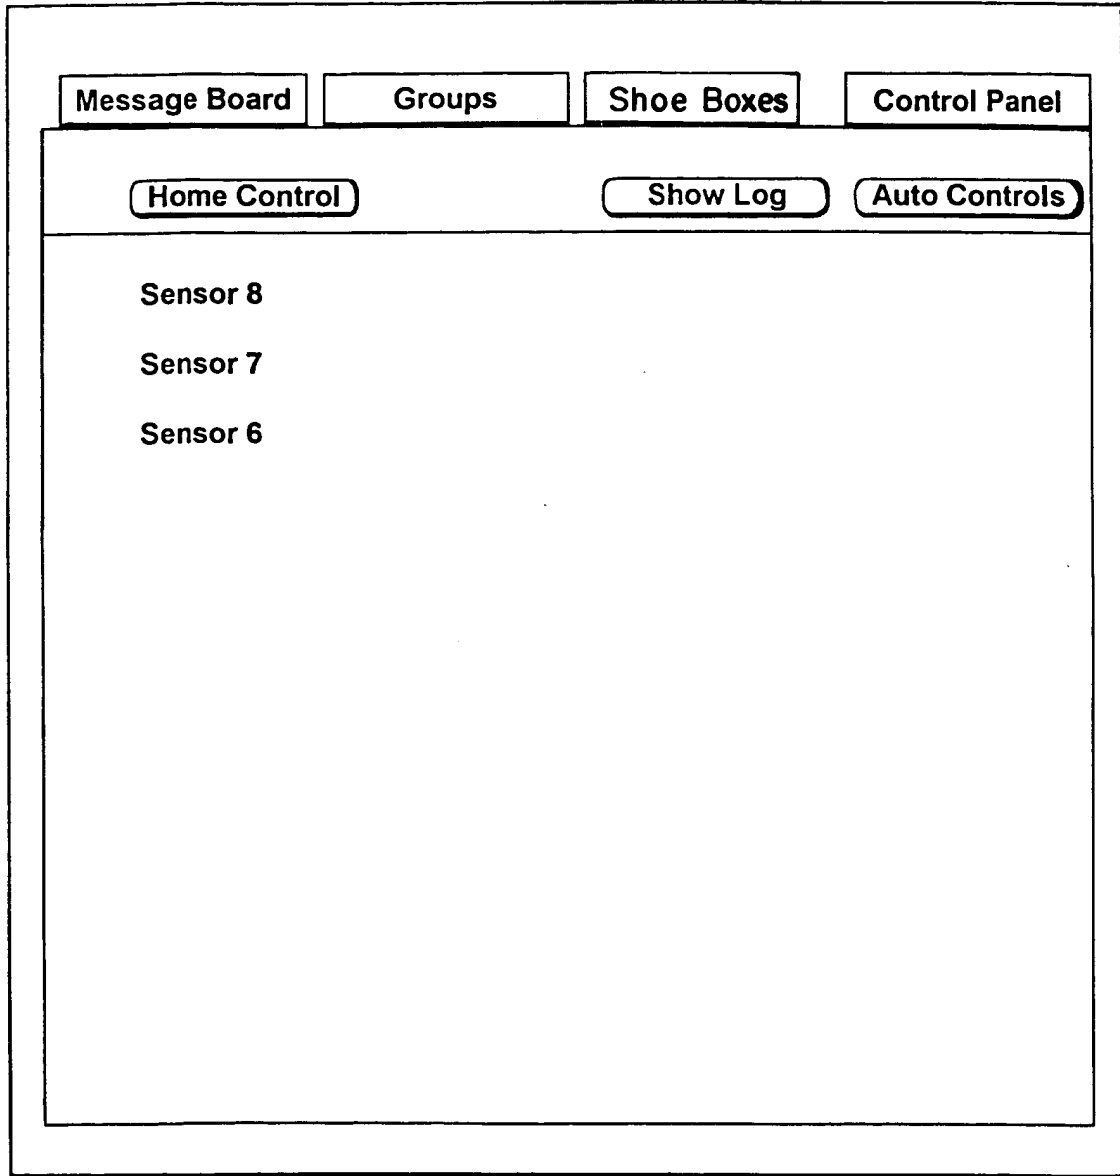 Message Board Groups Shoe Boxes Control Panel
Home Control Show Log Auto Controls
Sensor 8
Sensor 7
Sensor 6